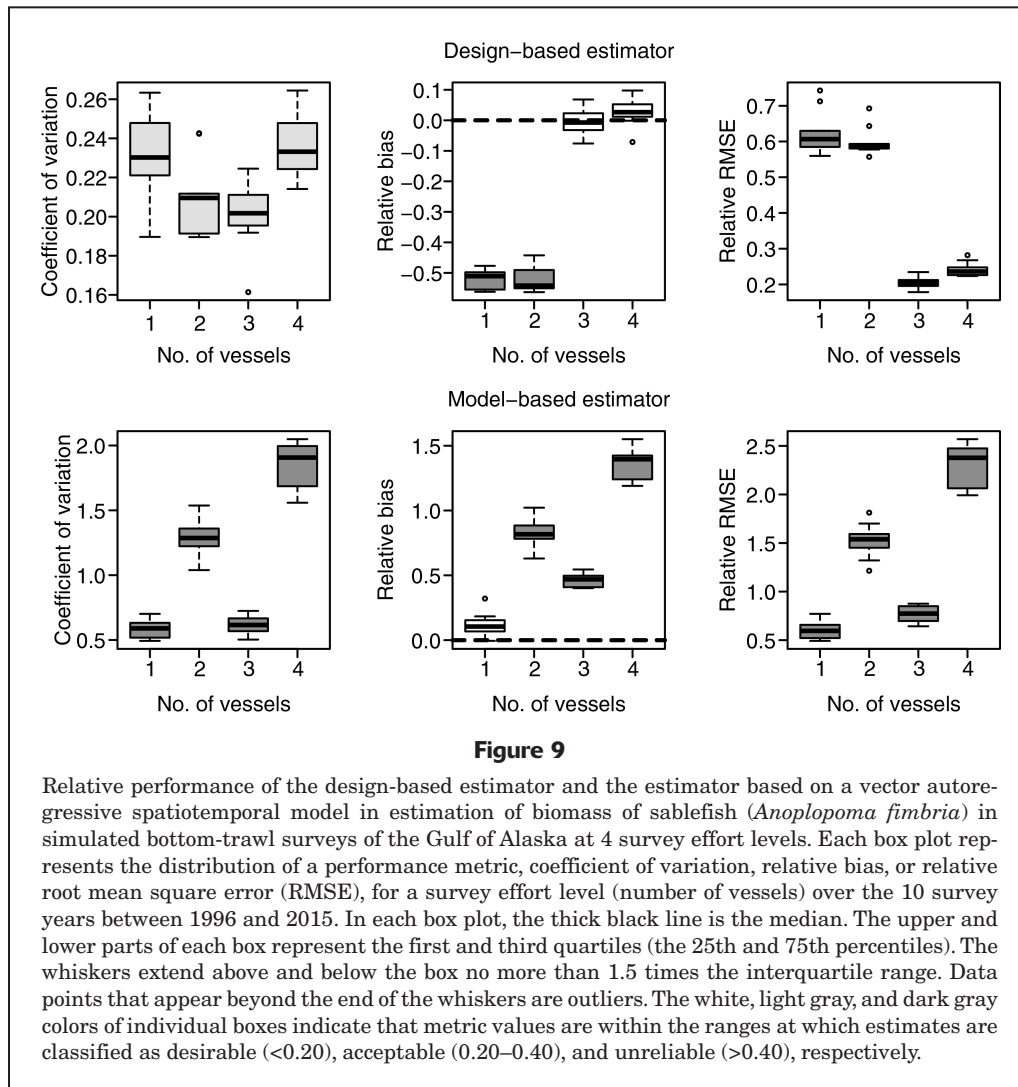 Design−based estimator
Coefficient of variation
0.26
0.24
0.22
0.20
0.18
0.16
1 2 3 4
No. of vessels
Relative bias
0.1
0.0
−0.1
−0.2
−0.3
−0.4
−0.5
1 2 3 4
No. of vessels
Relative RMSE
0.7
0.6
0.5
0.4
0.3
0.2
1 2 3 4
No. of vessels
Model−based estimator
Coefficient of variation
2.0
1.5
1.0
0.5
1 2 3 4
No. of vessels
Relative bias
1.5
1.0
0.5
0.0
1 2 3 4
No. of vessels
Relative RMSE
2.5
2.0
1.5
1.0
0.5
1 2 3 4
No. of vessels
Figure 9
Relative performance of the design-based estimator and the estimator based on a vector autore-
gressive spatiotemporal model in estimation of biomass of sablefish (Anoplopoma fimbria) in
simulated bottom-trawl surveys of the Gulf of Alaska at 4 survey effort levels. Each box plot rep-
resents the distribution of a performance metric, coefficient of variation, relative bias, or relative
root mean square error (RMSE), for a survey effort level (number of vessels) over the 10 survey
years between 1996 and 2015. In each box plot, the thick black line is the median. The upper and
lower parts of each box represent the first and third quartiles (the 25th and 75th percentiles). The
whiskers extend above and below the box no more than 1.5 times the interquartile range. Data
points that appear beyond the end of the whiskers are outliers. The white, light gray, and dark gray
colors of individual boxes indicate that metric values are within the ranges at which estimates are
classified as desirable (<0.20), acceptable (0.20–0.40), and unreliable (>0.40), respectively.